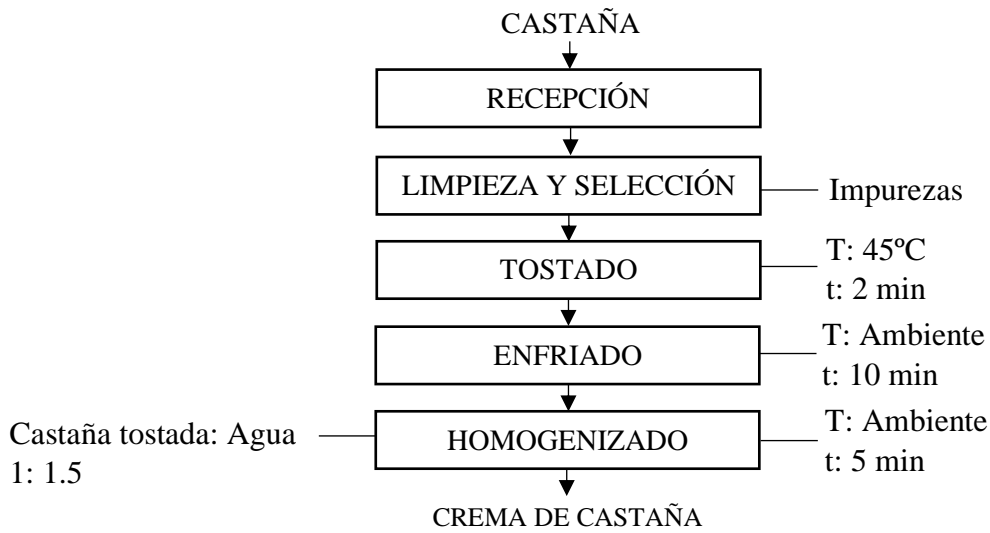 CASTAÑA
RECEPCIÓN
LIMPIEZA Y SELECCIÓN
Impurezas
TOSTADO
T: 45ºC
t: 2 min
ENFRIADO
T: Ambiente
t: 10 min
Castaña tostada: Agua
1: 1.5
HOMOGENIZADO
T: Ambiente
t: 5 min
CREMA DE CASTAÑA